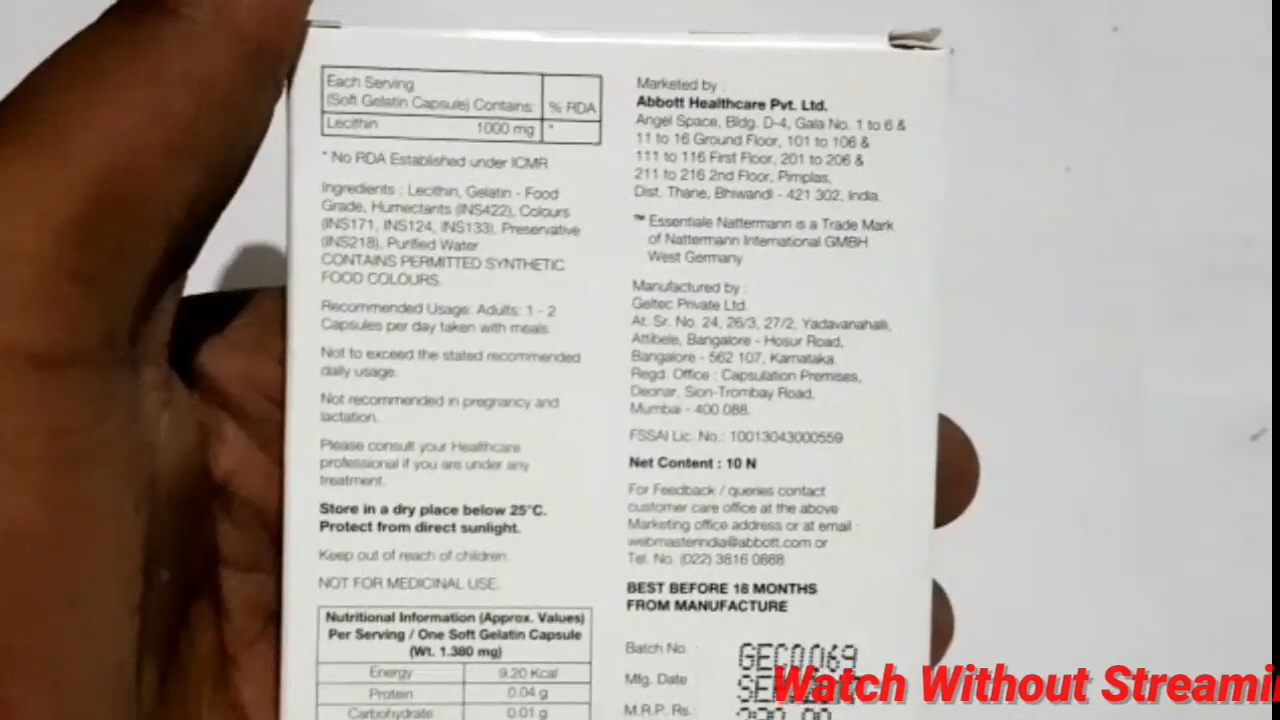 Each Serving
(Soft Gelatin Capsule) Contains: % RDA
Lecithin 1000 mg *
* No RDA Established under ICMR
Ingredients : Lecithin, Gelatin - Food
Grade, Humectants (INS422), Colours
(INS171, INS124, INS133), Preservative
(INS218), Purified Water
CONTAINS PERMITTED SYNTHETIC
FOOD COLOURS.
Recommended Usage: Adults: 1 - 2
Capsules per day taken with meals.
Not to exceed the stated recommended
daily usage.
Not recommended in pregnancy and
lactation.
Please consult your Healthcare
professional if you are under any
treatment.
Store in a dry place below 25°C.
Protect from direct sunlight.
Keep out of reach of children.
NOT FOR MEDICINAL USE.
Nutritional Information (Approx. Values)
Per Serving / One Soft Gelatin Capsule
(Wt. 1.380 mg)
Energy 9.20 Kcal
Protein 0.04 g
Carbohydrate 0.01 g
Marketed by :
Abbott Healthcare Pvt. Ltd.
Angel Space, Bldg. D-4, Gala No. 1 to 6 &
11 to 16 Ground Floor, 101 to 106 &
111 to 116 First Floor, 201 to 206 &
211 to 216 2nd Floor, Pimplas,
Dist. Thane, Bhiwandi - 421 302, India.
™ Essentiale Nattermann is a Trade Mark
of Nattermann International GMBH
West Germany
Manufactured by :
Geltec Private Ltd.
At. Sr. No. 24, 26/3, 27/2, Yadavanahalli,
Attibele, Bangalore - Hosur Road,
Bangalore - 562 107, Karnataka.
Regd. Office : Capsulation Premises,
Deonar, Sion-Trombay Road,
Mumbai - 400 088.
FSSAI Lic. No.: 10013043000559
Net Content : 10 N
For Feedback / queries contact
customer care office at the above
Marketing office address or at email :
webmasterindia@abbott.com or
Tel. No. (022) 3816 0888
BEST BEFORE 18 MONTHS
FROM MANUFACTURE
Batch No. : GEC0069
Mfg. Date :
M.R.P. Rs. :
Watch Without Streami